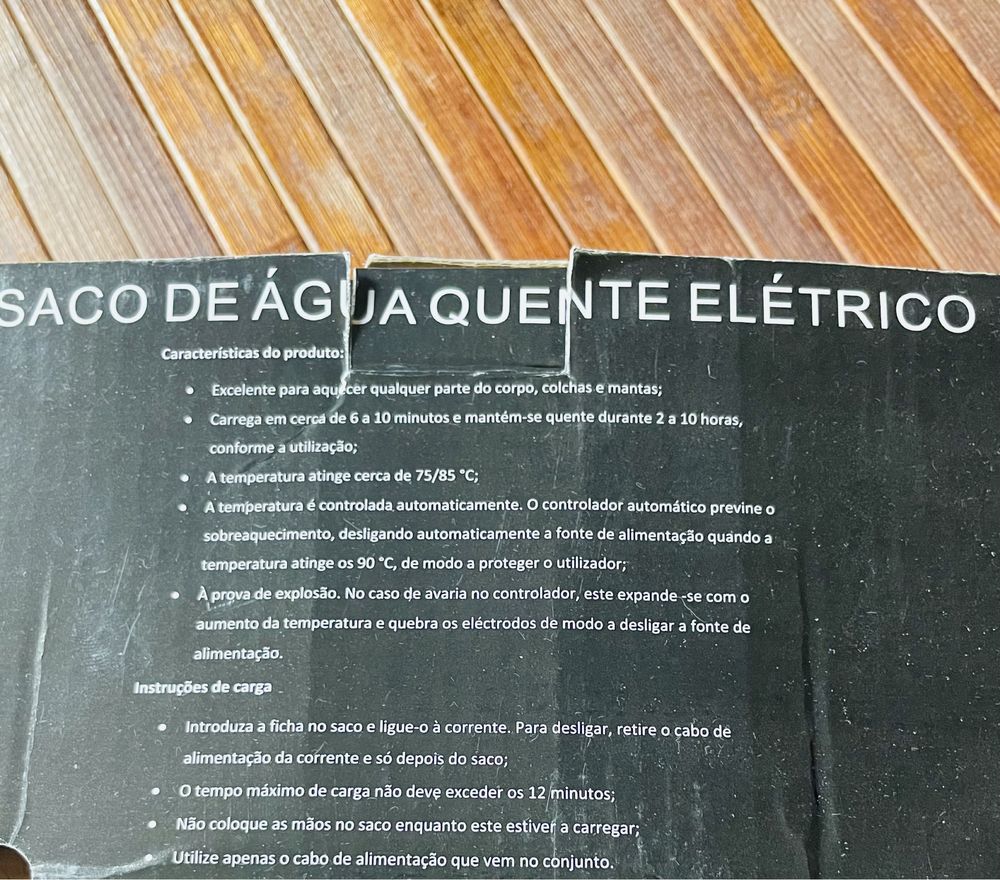 SACO DE ÁGUA QUENTE ELÉTRICO
Características do produto:
• Excelente para aquecer qualquer parte do corpo, colchas e mantas;
• Carrega em cerca de 6 a 10 minutos e mantém-se quente durante 2 a 10 horas,
conforme a utilização;
• A temperatura atinge cerca de 75/85 °C;
• A temperatura é controlada automaticamente. O controlador automático previne o
sobreaquecimento, desligando automaticamente a fonte de alimentação quando a
temperatura atinge os 90 °C, de modo a proteger o utilizador;
• À prova de explosão. No caso de avaria no controlador, este expande -se com o
aumento da temperatura e quebra os eléctrodos de modo a desligar a fonte de
alimentação.
Instruções de carga
• Introduza a ficha no saco e ligue-o à corrente. Para desligar, retire o cabo de
alimentação da corrente e só depois do saco;
• O tempo máximo de carga não deve exceder os 12 minutos;
• Não coloque as mãos no saco enquanto este estiver a carregar;
• Utilize apenas o cabo de alimentação que vem no conjunto.